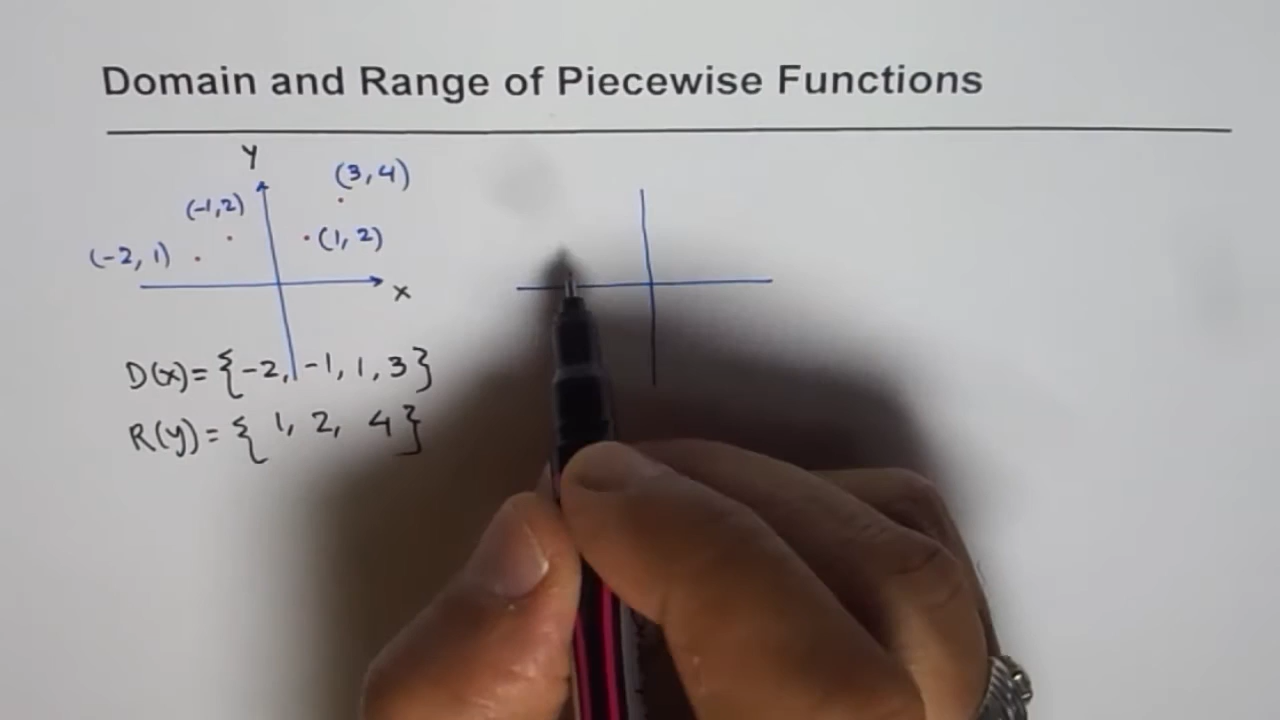 Domain and Range of Piecewise Functions
Y
(3, 4)
(-1, 2)
(1, 2)
(-2, 1)
X
D(x) = {-2, -1, 1, 3}
R(y) = { 1, 2, 4}